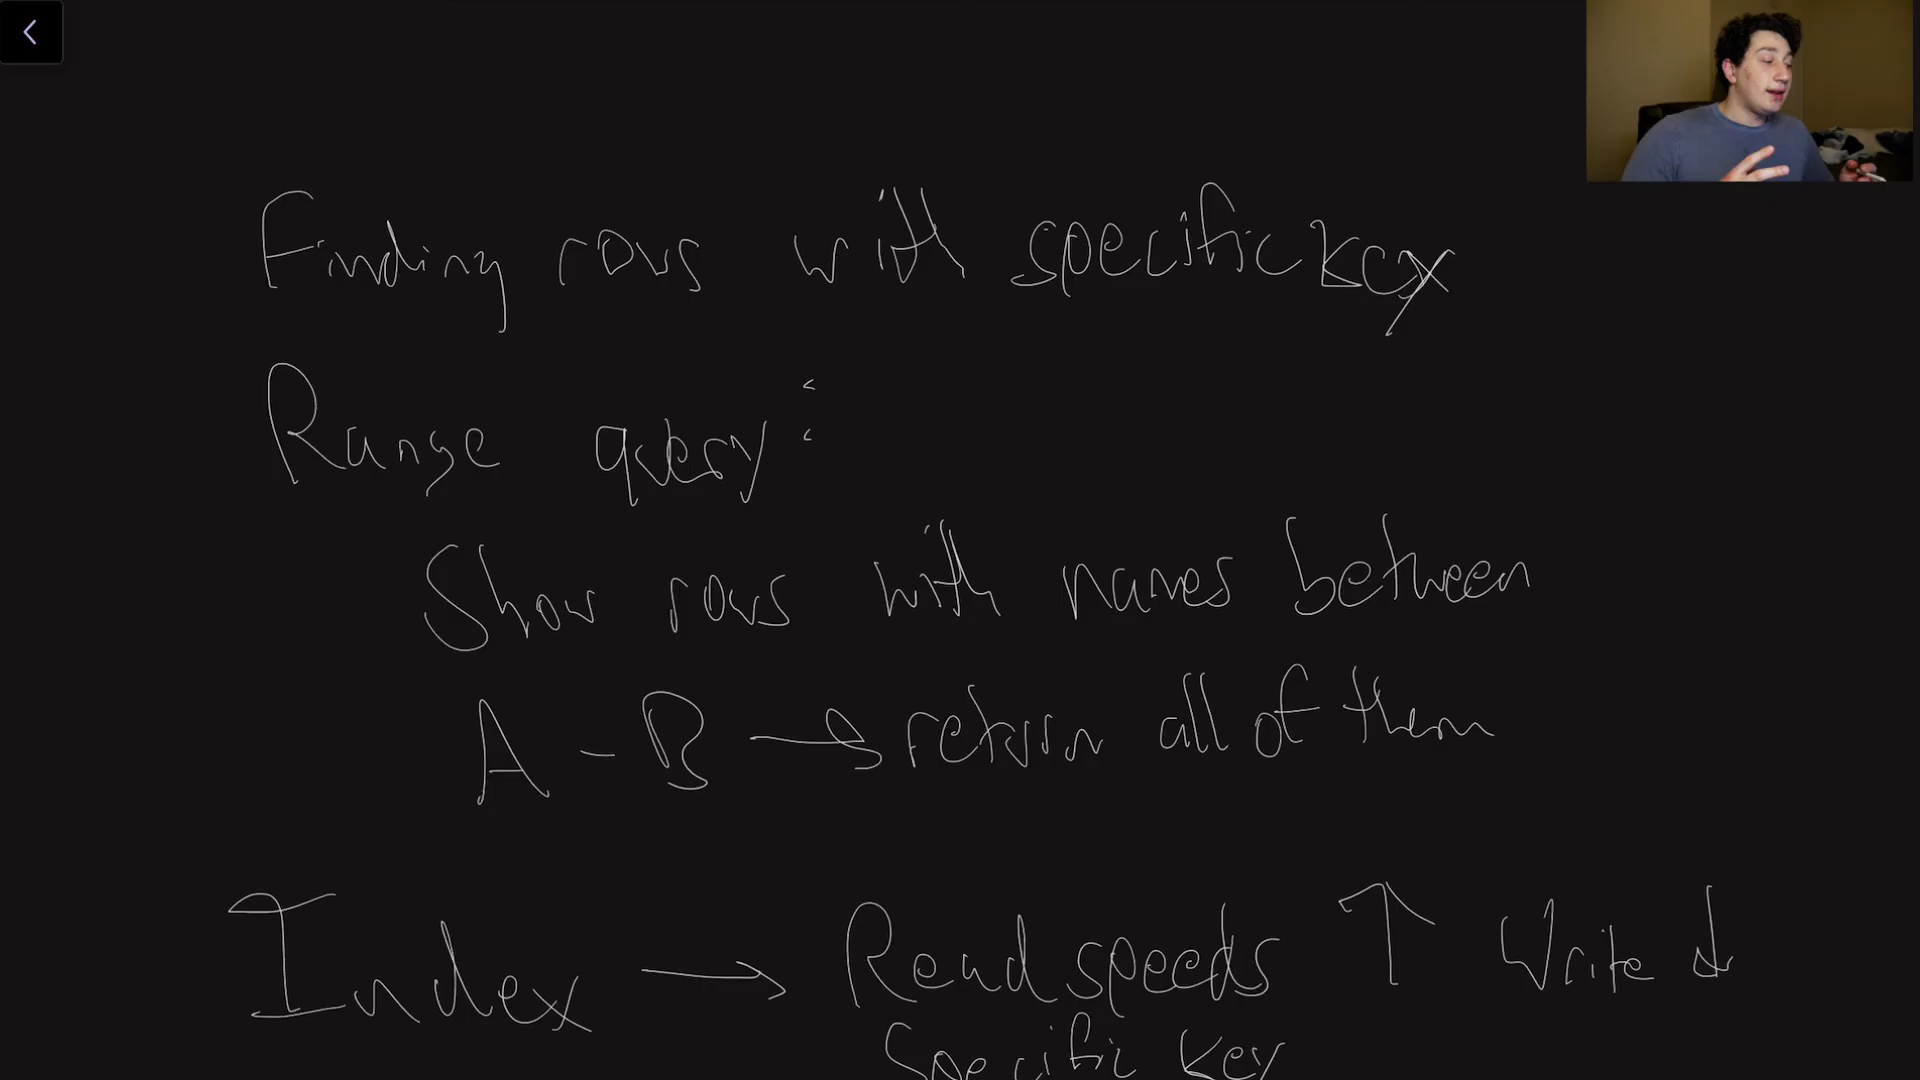 Finding rows with specific key
Range query:
Show rows with names between
A - B → return all of them
Index → Read speeds ↑ Write ↓
Specific key